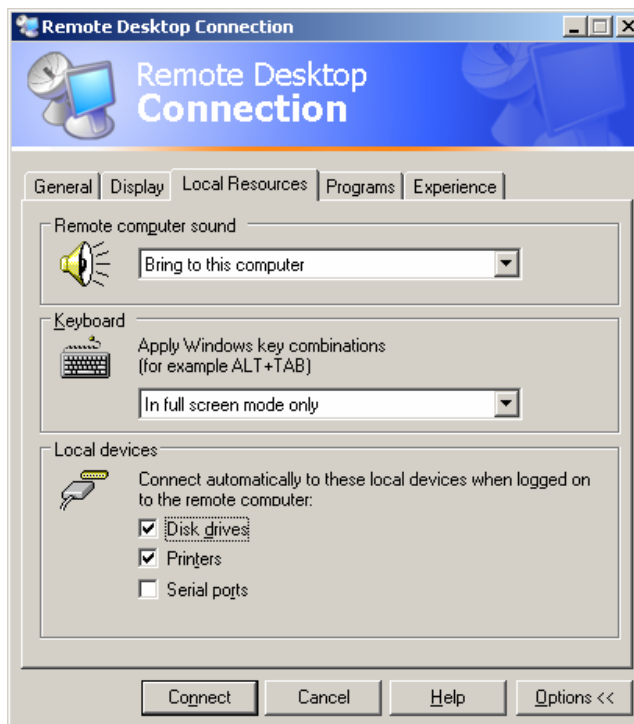 Remote Desktop Connection
Remote Desktop
Connection
General
Display
Local Resources
Programs
Experience
Remote computer sound
Bring to this computer
Keyboard
Apply Windows key combinations
(for example ALT+TAB)
In full screen mode only
Local devices
Connect automatically to these local devices when logged on
to the remote computer:
Disk drives
Printers
Serial ports
Connect
Cancel
Help
Options <<